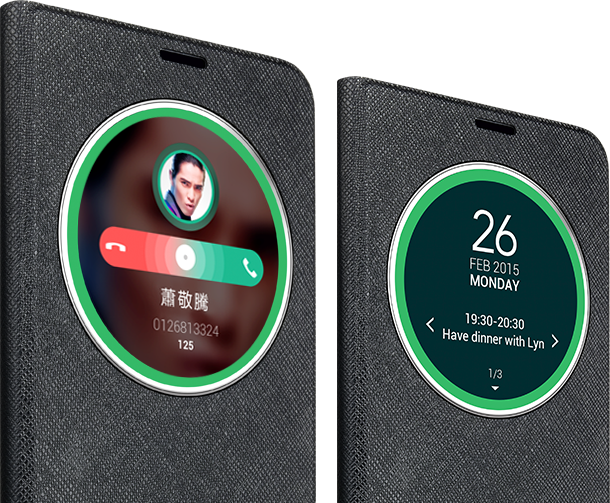 蕭敬騰
0126813324
125
26
FEB 2015
MONDAY
19:30-20:30
Have dinner with Lyn
1/3